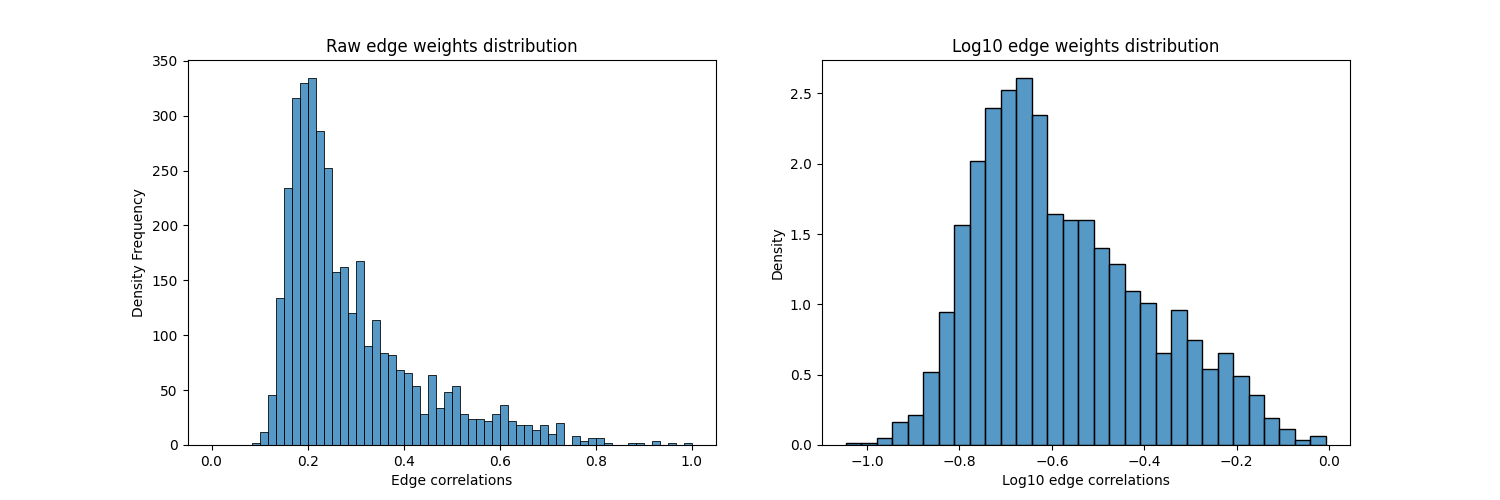 Raw edge weights distribution
Density Frequency
350
300
250
200
150
100
50
0
0.0 0.2 0.4 0.6 0.8 1.0
Edge correlations
Log10 edge weights distribution
Density
2.5
2.0
1.5
1.0
0.5
0.0
−1.0 −0.8 −0.6 −0.4 −0.2 0.0
Log10 edge correlations